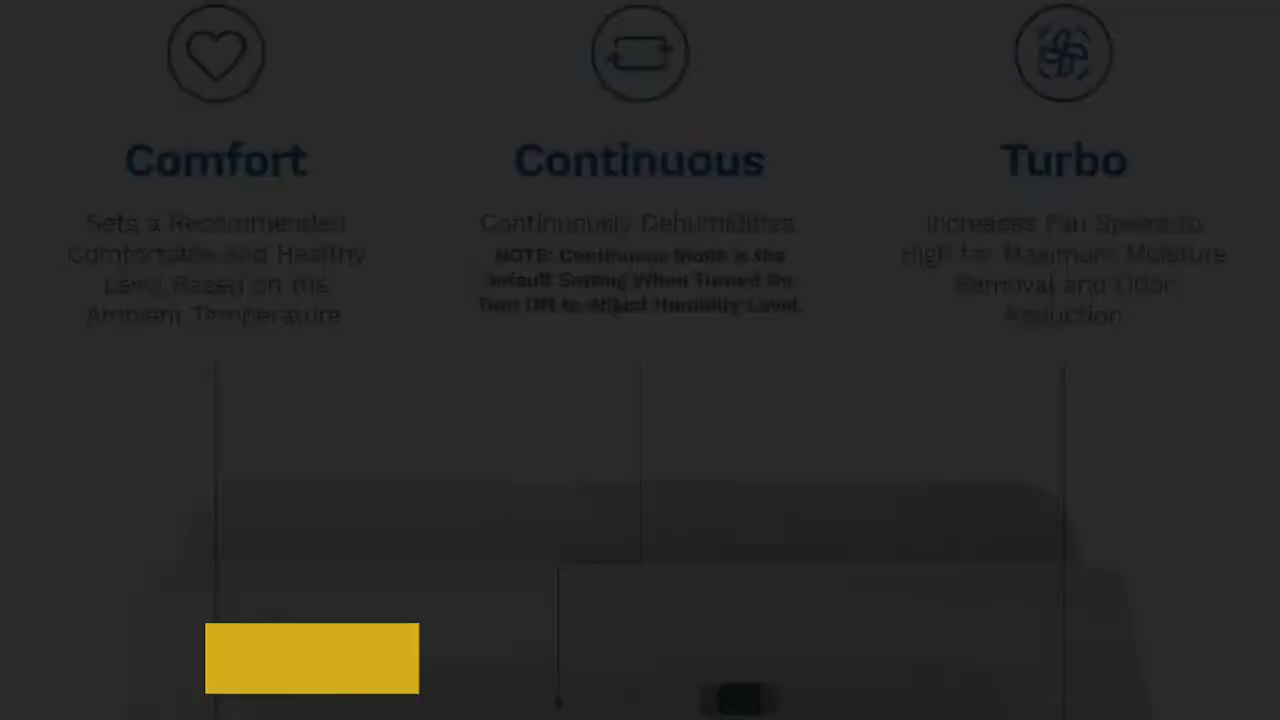 Comfort
Sets a Recommended
Comfortable and Healthy
Level Based on the
Ambient Temperature
Continuous
Continuously Dehumidifies.
NOTE: Continuous Mode is the
Default Setting When Turned On.
Turn Off to Adjust Humidity Level.
Turbo
Increases Fan Speed to
High for Maximum Moisture
Removal and Odor
Reduction